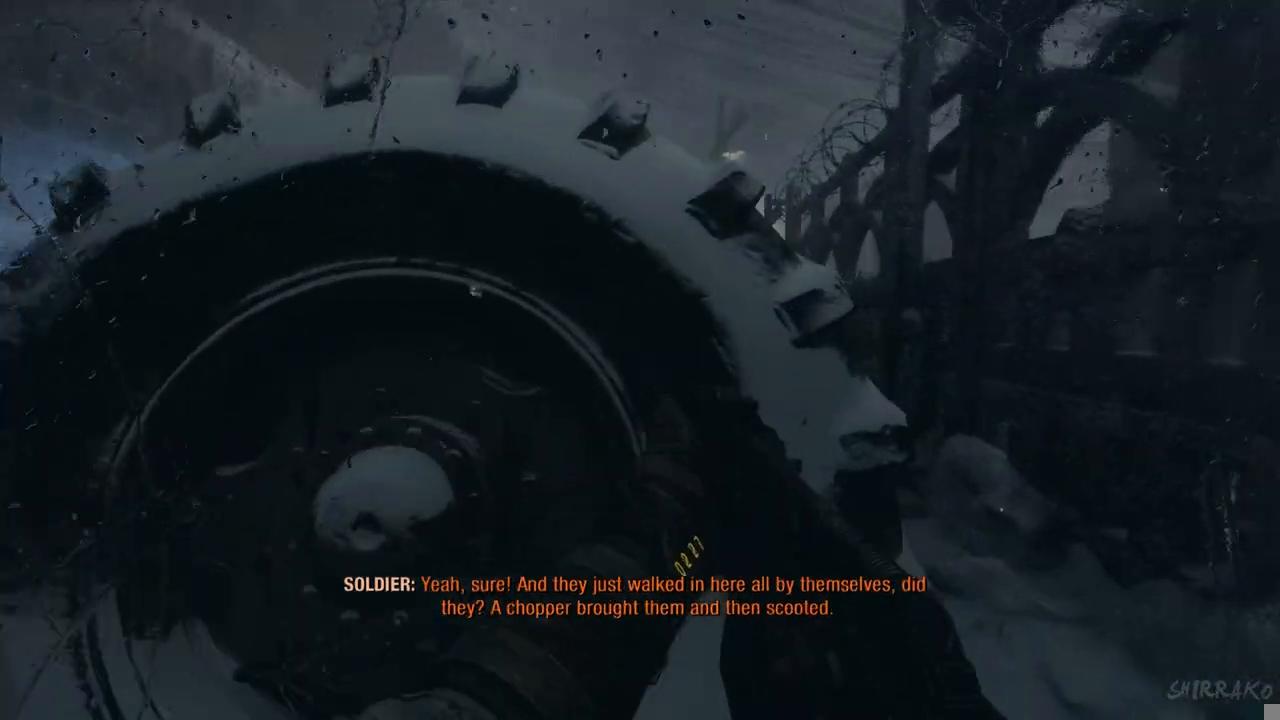 0227
SOLDIER: Yeah, sure! And they just walked in here all by themselves, did
they? A chopper brought them and then scooted.
SHIRRAKO